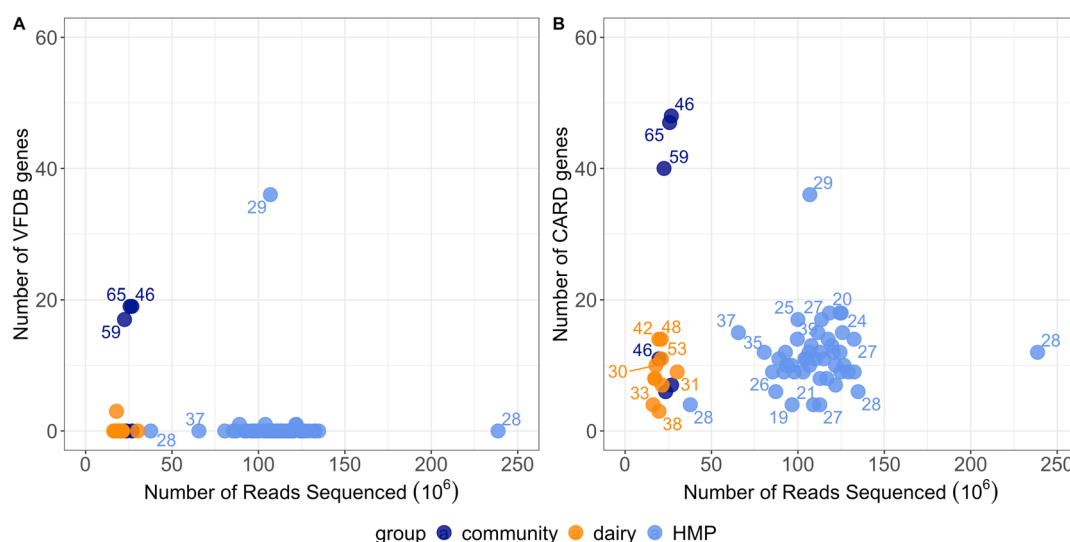 A
B
60
40
20
0
Number of VFDB genes
65 46
59
29
37
28
28
0 50 100 150 200 250
Number of Reads Sequenced (10^6)
60
40
20
0
Number of CARD genes
46
65
59
29
25 27 20
37 39 24
42 48
35
46 53 27
28
30
26 31
33 21 28
28 19 27
38
0 50 100 150 200 250
Number of Reads Sequenced (10^6)
group a community a dairy a HMP